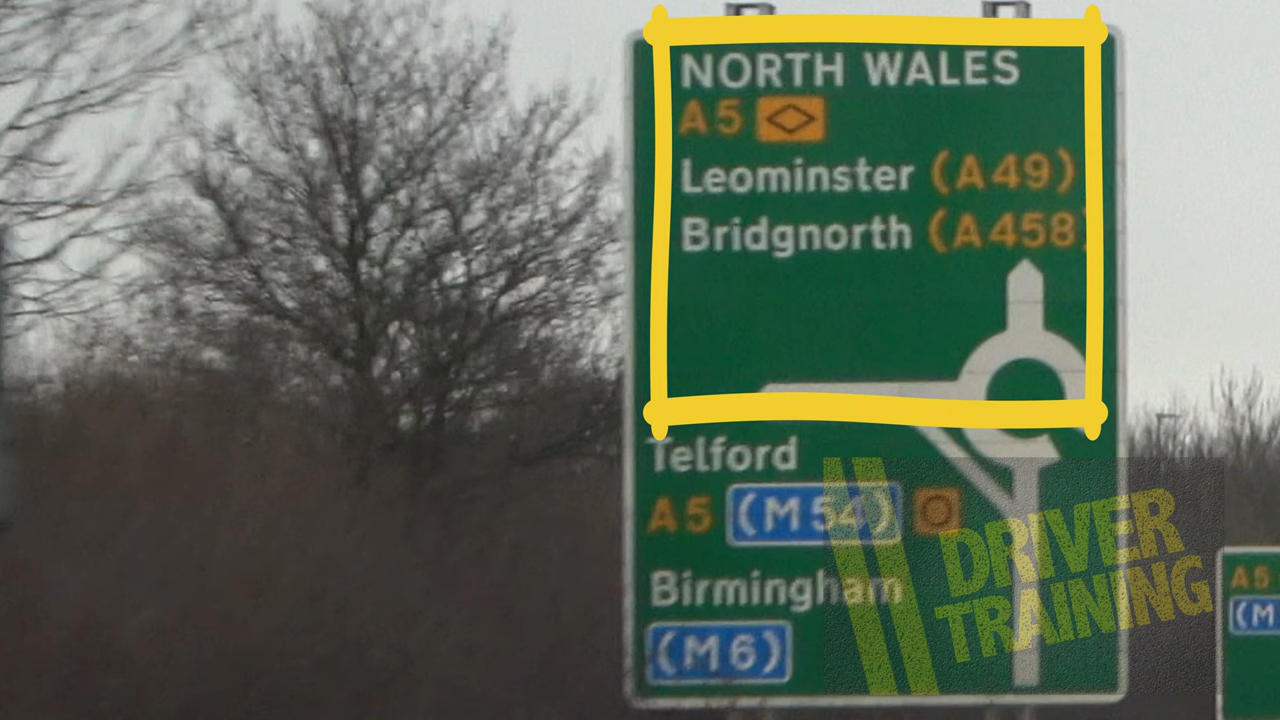 NORTH WALES
A5
Leominster (A49)
Bridgnorth (A458)
Telford
A5 (M54)
Birmingham
(M6)
DRIVER
TRAINING
A5
(M